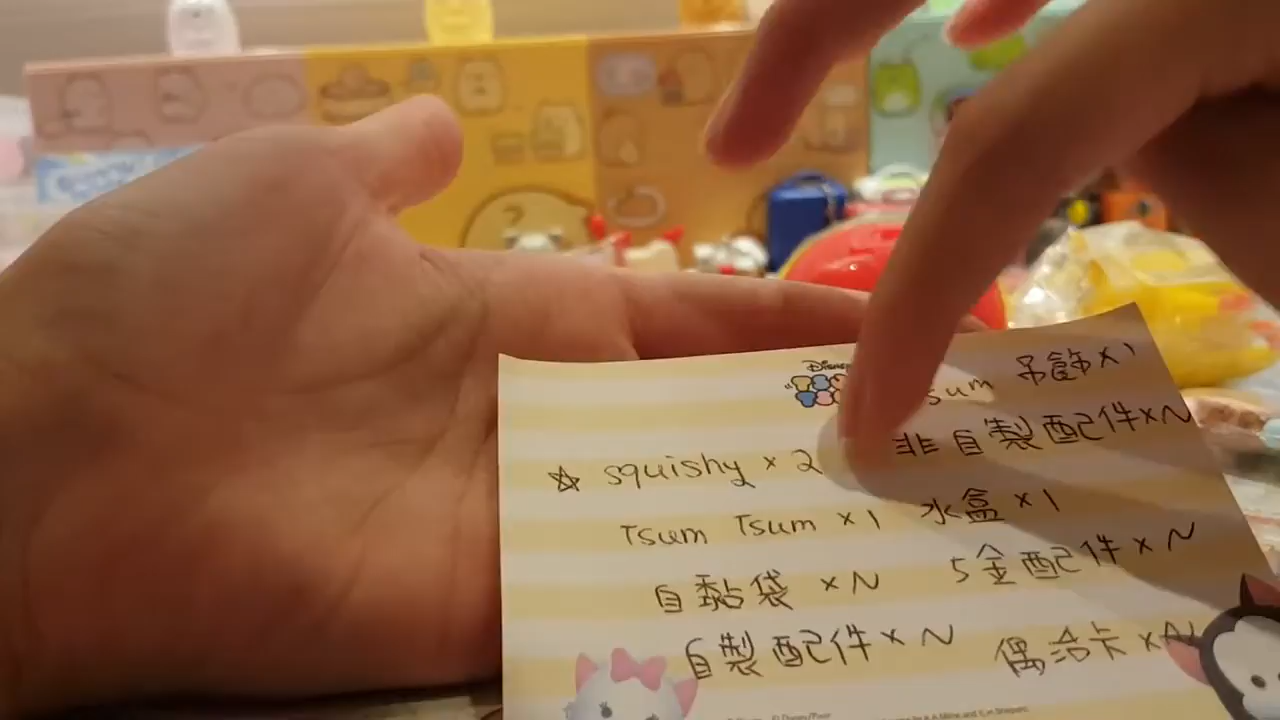 Disney
sum 吊飾×1
☆ squishy × 2 非自製配件×N
Tsum Tsum ×1 水盒×1
自黏袋 ×N 5金配件×N
自製配件×N 偶洽卡×N